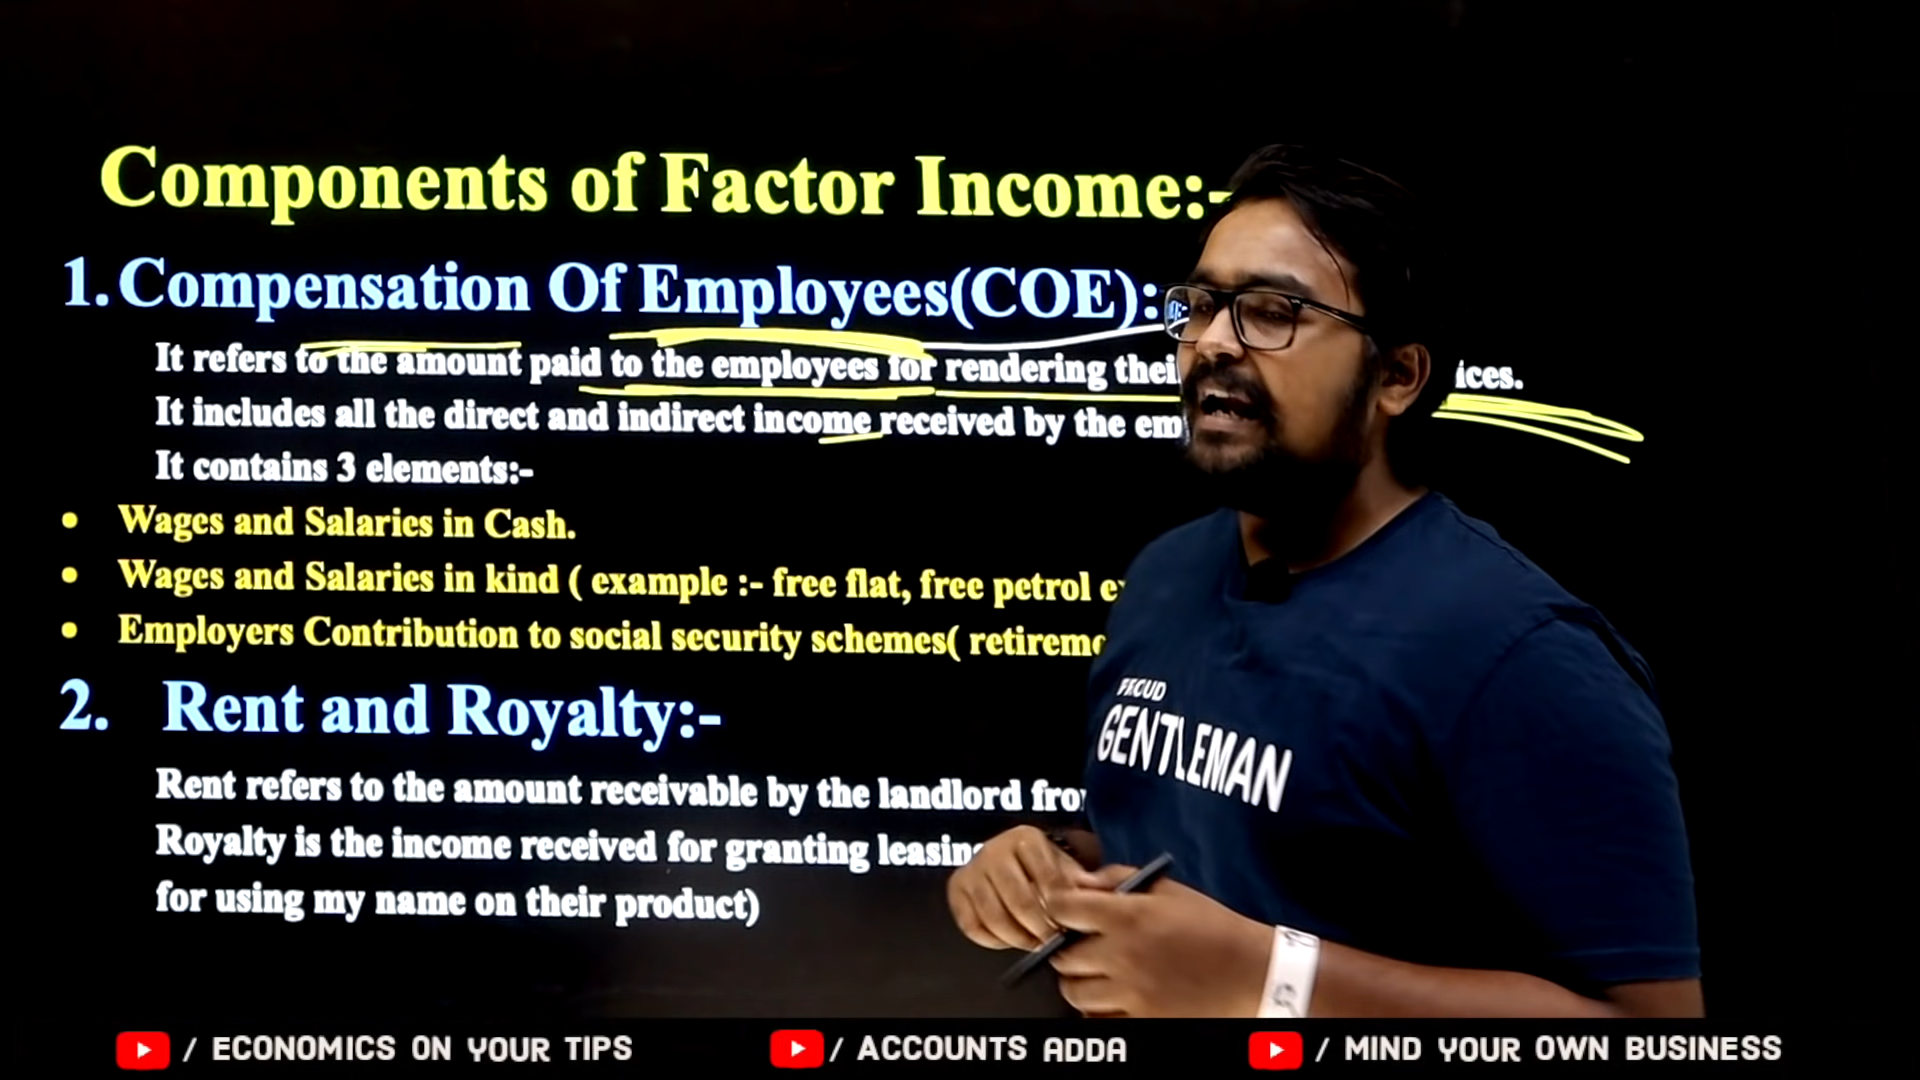 Components of Factor Income:-
1. Compensation Of Employees(COE):-
It refers to the amount paid to the employees for rendering their ices.
It includes all the direct and indirect income received by the em
It contains 3 elements:-
• Wages and Salaries in Cash.
• Wages and Salaries in kind ( example :- free flat, free petrol
• Employers Contribution to social security schemes(
2. Rent and Royalty:-
Rent refers to the amount receivable by the landlord
Royalty is the income received for granting
for using my name on their product)
PROUD
GENTLEMAN
/ ECONOMICS ON YOUR TIPS
/ ACCOUNTS ADDA
/ MIND YOUR OWN BUSINESS